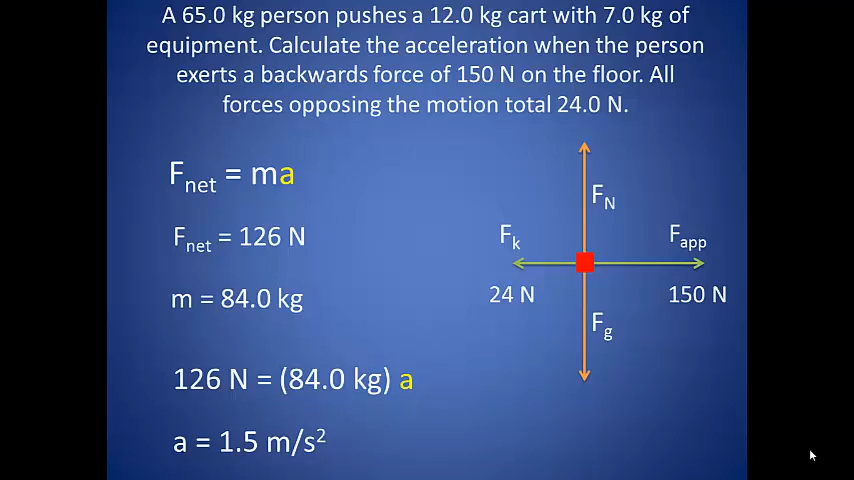 A 65.0 kg person pushes a 12.0 kg cart with 7.0 kg of
equipment. Calculate the acceleration when the person
exerts a backwards force of 150 N on the floor. All
forces opposing the motion total 24.0 N.
Fnet = ma
Fnet = 126 N
m = 84.0 kg
126 N = (84.0 kg) a
a = 1.5 m/s²
FN
Fk
Fapp
24 N
150 N
Fg